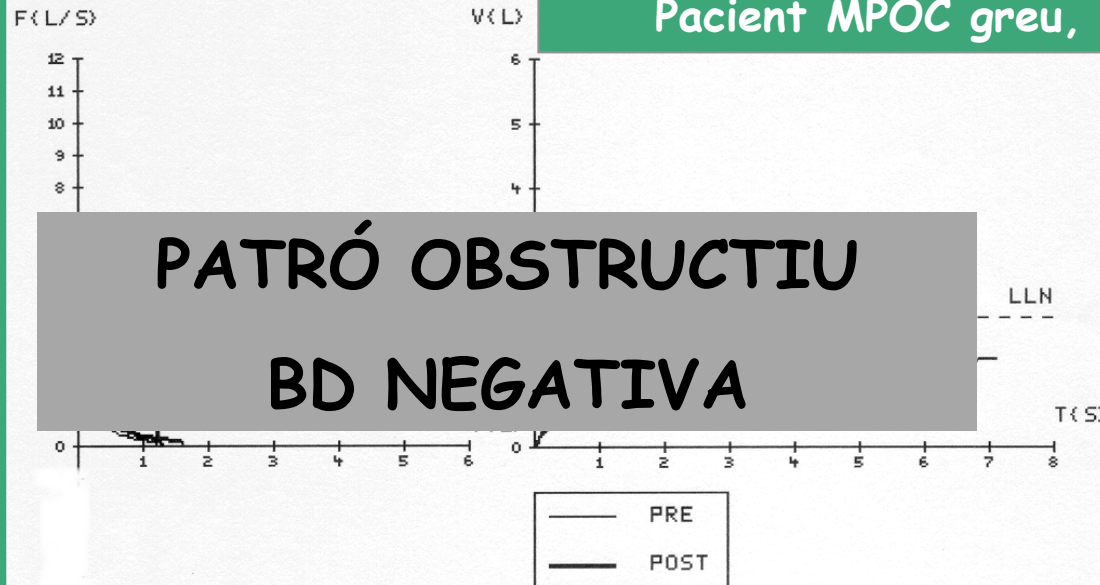 Pacient MPOC greu,
F(L/S)
V(L)
12
11
10
9
8
0
1 2 3 4 5 6
6
5
4
0
1 2 3 4 5 6 7 8
PATRÓ OBSTRUCTIU
BD NEGATIVA
LLN
PRE
POST